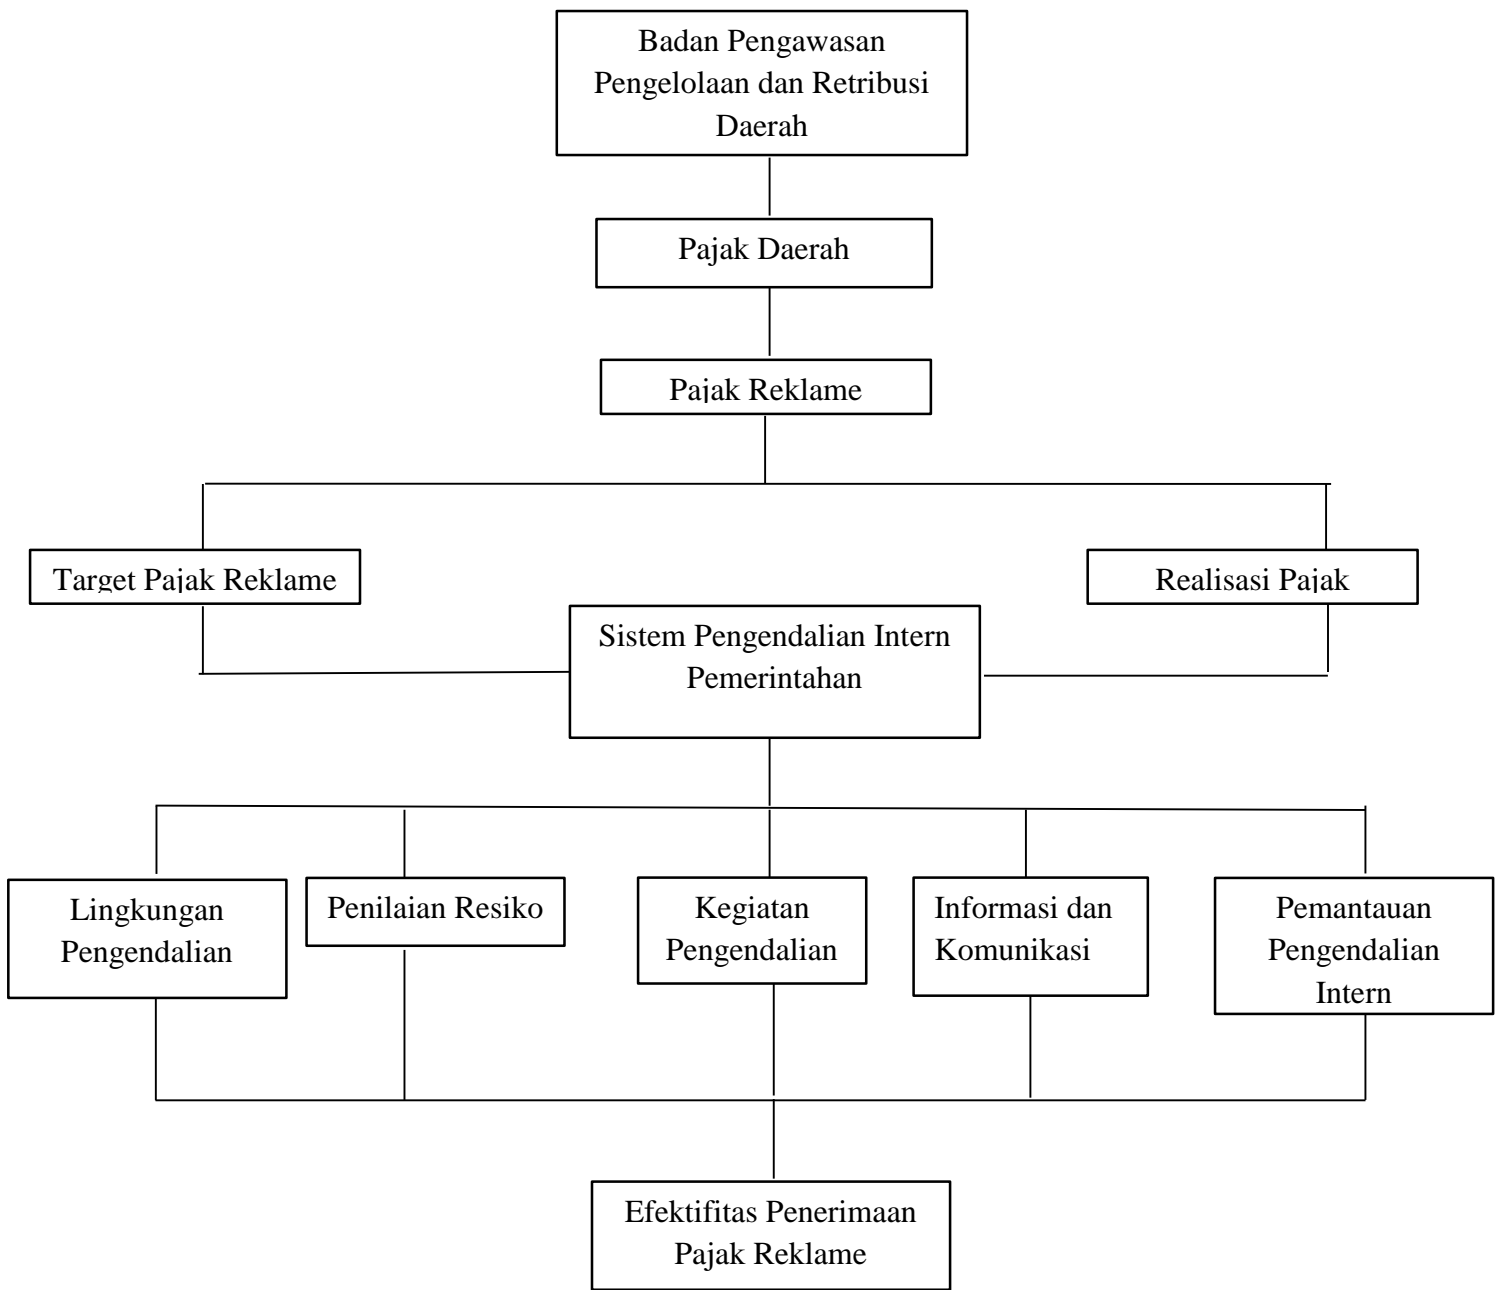 Badan Pengawasan
Pengelolaan dan Retribusi
Daerah
Pajak Daerah
Pajak Reklame
Target Pajak Reklame
Realisasi Pajak
Sistem Pengendalian Intern
Pemerintahan
Lingkungan
Pengendalian
Penilaian Resiko
Kegiatan
Pengendalian
Informasi dan
Komunikasi
Pemantauan
Pengendalian
Intern
Efektifitas Penerimaan
Pajak Reklame